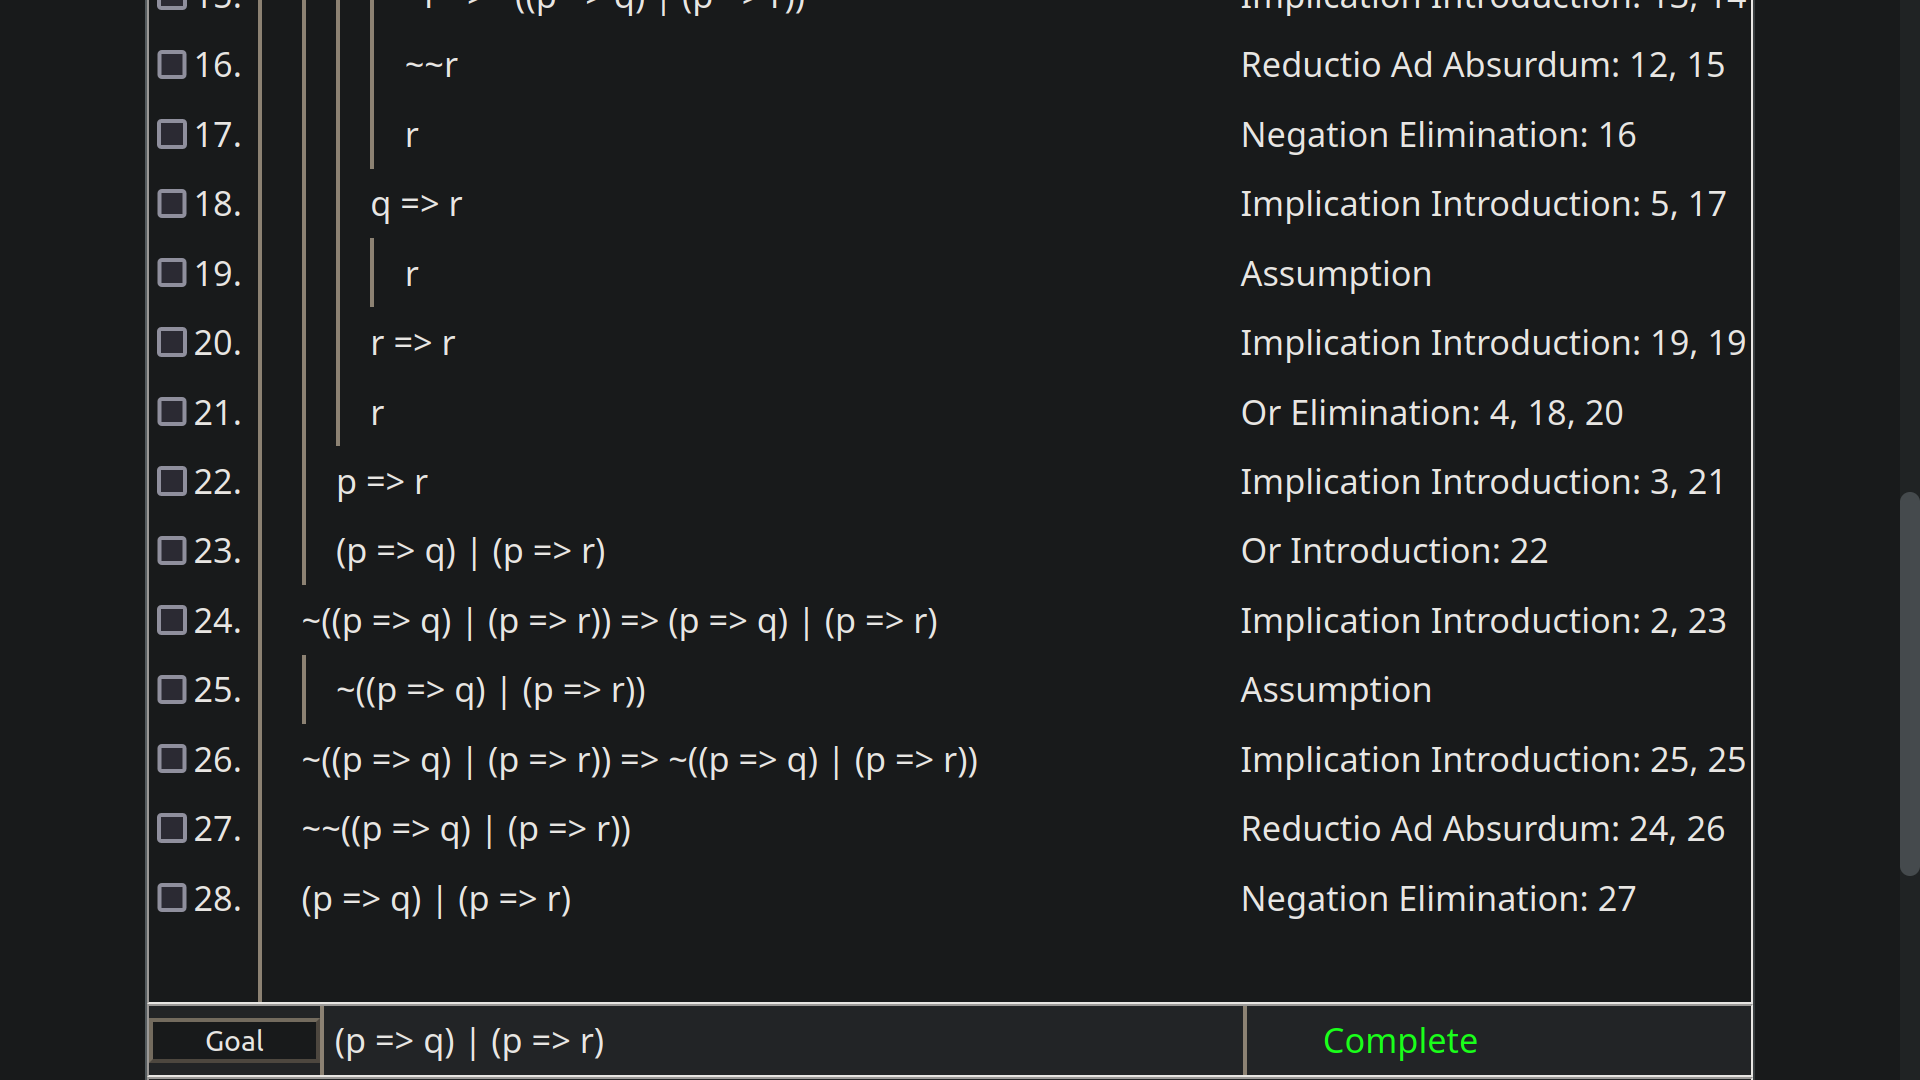 15. ~r => ~((p => q) | (p => r)) Implication Introduction: 13, 14
16. ~~r Reductio Ad Absurdum: 12, 15
17. r Negation Elimination: 16
18. q => r Implication Introduction: 5, 17
19. r Assumption
20. r => r Implication Introduction: 19, 19
21. r Or Elimination: 4, 18, 20
22. p => r Implication Introduction: 3, 21
23. (p => q) | (p => r) Or Introduction: 22
24. ~((p => q) | (p => r)) => (p => q) | (p => r) Implication Introduction: 2, 23
25. ~((p => q) | (p => r)) Assumption
26. ~((p => q) | (p => r)) => ~((p => q) | (p => r)) Implication Introduction: 25, 25
27. ~~((p => q) | (p => r)) Reductio Ad Absurdum: 24, 26
28. (p => q) | (p => r) Negation Elimination: 27
Goal (p => q) | (p => r) Complete